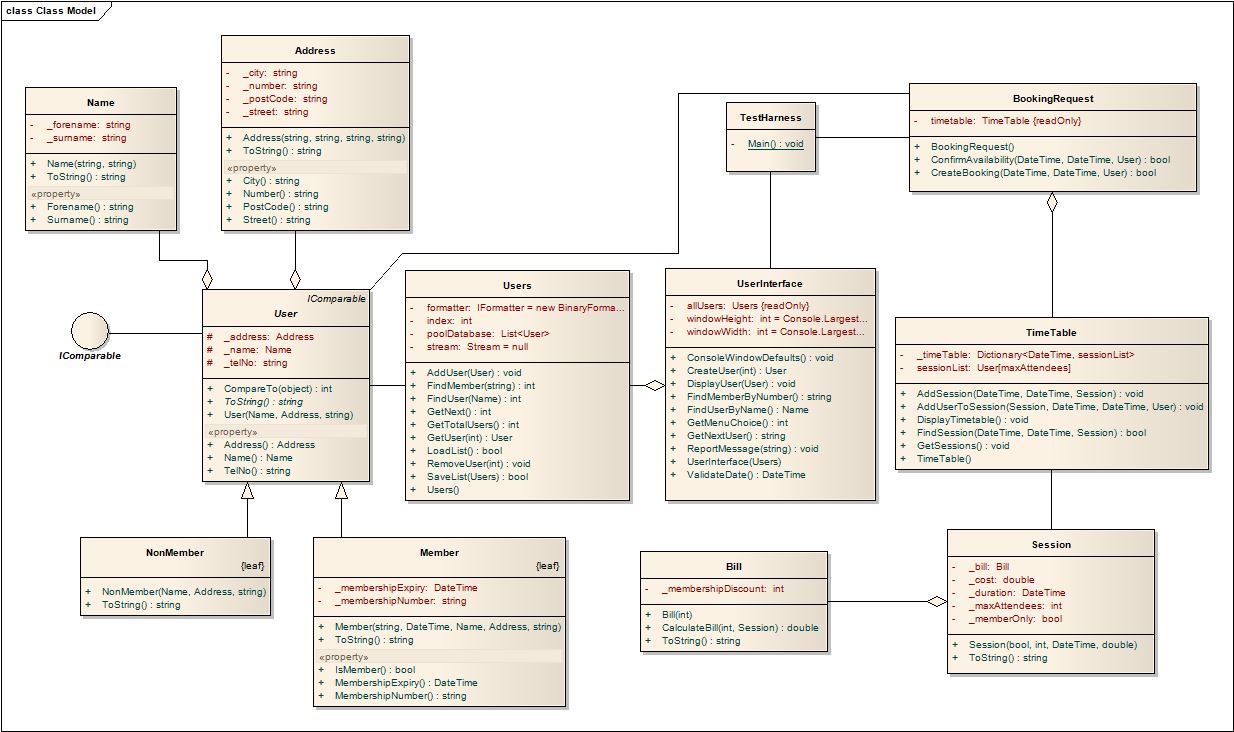 class Class Model
Address
- _city: string
- _number: string
- _postCode: string
- _street: string
+ Address(string, string, string, string)
+ ToString() : string
«property»
+ City() : string
+ Number() : string
+ PostCode() : string
+ Street() : string
Name
- _forename: string
- _surname: string
+ Name(string, string)
+ ToString() : string
«property»
+ Forename() : string
+ Surname() : string
TestHarness
- Main() : void
BookingRequest
- timetable: TimeTable {readOnly}
+ BookingRequest()
+ ConfirmAvailability(DateTime, DateTime, User) : bool
+ CreateBooking(DateTime, DateTime, User) : bool
IComparable
IComparable
User
# _address: Address
# _name: Name
# _telNo: string
+ CompareTo(object) : int
+ ToString() : string
+ User(Name, Address, string)
«property»
+ Address() : Address
+ Name() : Name
+ TelNo() : string
Users
- formatter: IFormatter = new BinaryForma...
- index: int
- poolDatabase: List<User>
- stream: Stream = null
+ AddUser(User) : void
+ FindMember(string) : int
+ FindUser(Name) : int
+ GetNext() : int
+ GetTotalUsers() : int
+ GetUser(int) : User
+ LoadList() : bool
+ RemoveUser(int) : void
+ SaveList(Users) : bool
+ Users()
UserInterface
- allUsers: Users {readOnly}
- windowHeight: int = Console.Largest...
- windowWidth: int = Console.Largest...
+ ConsoleWindowDefaults() : void
+ CreateUser(int) : User
+ DisplayUser(User) : void
+ FindMemberByNumber() : string
+ FindUserByName() : Name
+ GetMenuChoice() : int
+ GetNextUser() : string
+ ReportMessage(string) : void
+ UserInterface(Users)
+ ValidateDate() : DateTime
TimeTable
- _timeTable: Dictionary<DateTime, sessionList>
- sessionList: User[maxAttendees]
+ AddSession(DateTime, DateTime, Session) : void
+ AddUserToSession(Session, DateTime, DateTime, User) : void
+ DisplayTimetable() : void
+ FindSession(DateTime, DateTime, Session) : bool
+ GetSessions() : void
+ TimeTable()
NonMember
{leaf}
+ NonMember(Name, Address, string)
+ ToString() : string
Member
{leaf}
- _membershipExpiry: DateTime
- _membershipNumber: string
+ Member(string, DateTime, Name, Address, string)
+ ToString() : string
«property»
+ IsMember() : bool
+ MembershipExpiry() : DateTime
+ MembershipNumber() : string
Bill
- _membershipDiscount: int
+ Bill(int)
+ CalculateBill(int, Session) : double
+ ToString() : string
Session
- _bill: Bill
- _cost: double
- _duration: DateTime
- _maxAttendees: int
- _memberOnly: bool
+ Session(bool, int, DateTime, double)
+ ToString() : string